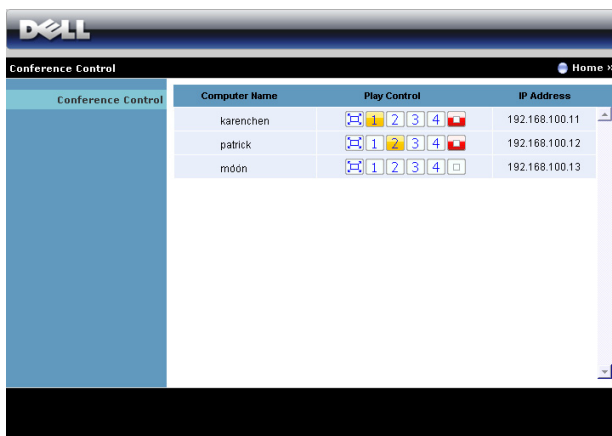 DELL
Conference Control
Home »
Conference Control
Computer Name Play Control IP Address
karenchen 1 2 3 4 192.168.100.11
patrick 1 2 3 4 192.168.100.12
móón 1 2 3 4 192.168.100.13